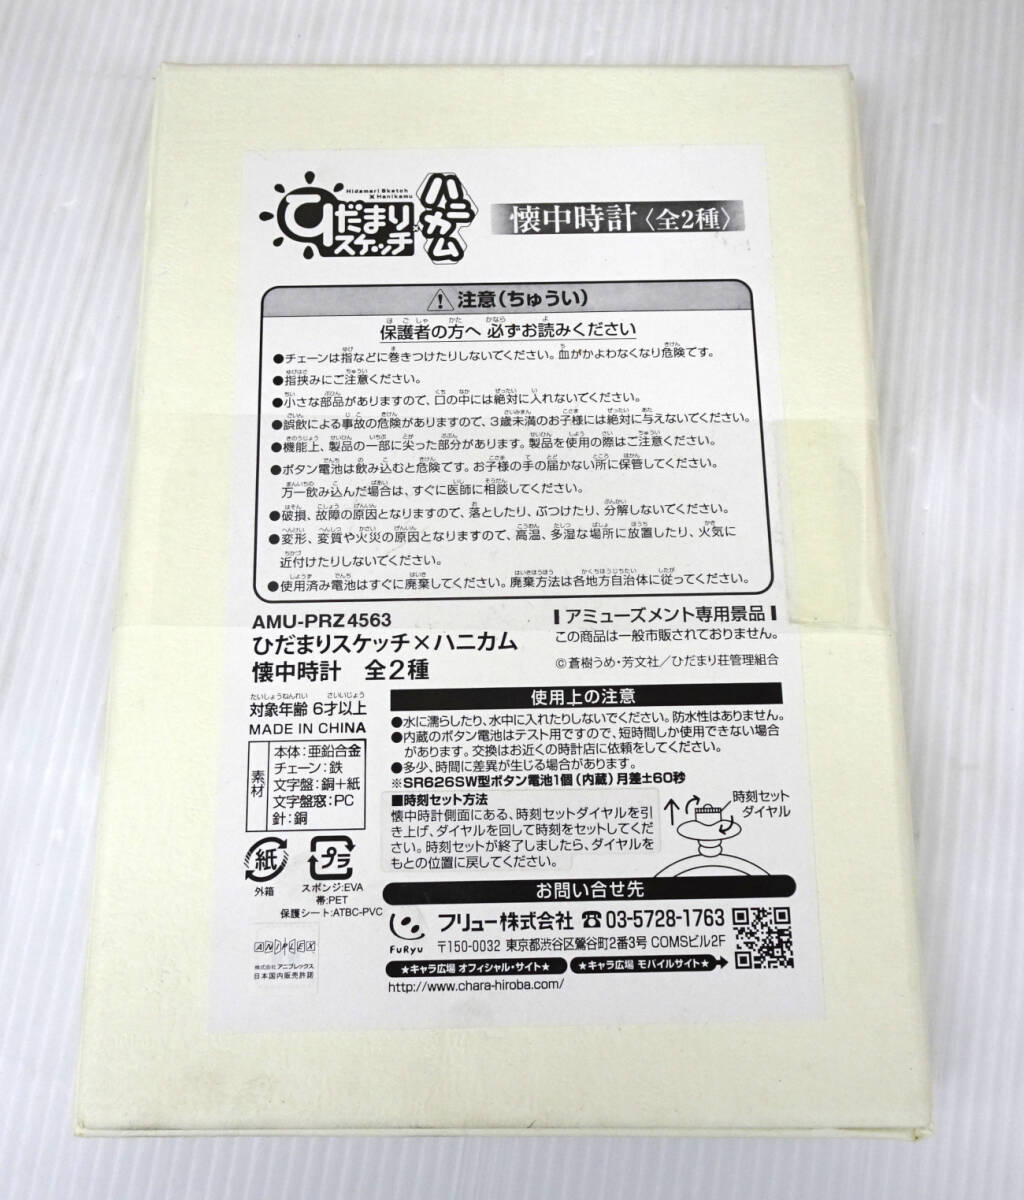 Hidamari Sketch
× Hanikamu
ひだまり
スケッチ×
ハニカム
懐中時計〈全2種〉
注意(ちゅうい)
保護者の方へ 必ずお読みください
●チェーンは指などに巻きつけたりしないでください。血がかよわなくなり危険です。
●指挟みにご注意ください。
●小さな部品がありますので、口の中には絶対に入れないでください。
●誤飲による事故の危険がありますので、3歳未満のお子様には絶対に与えないでください。
●機能上、製品の一部に尖った部分があります。製品を使用の際はご注意ください。
●ボタン電池は飲み込むと危険です。お子様の手の届かない所に保管してください。
万一飲み込んだ場合は、すぐに医師に相談してください。
●破損、故障の原因となりますので、落としたり、ぶつけたり、分解しないでください。
●変形、変質や火災の原因となりますので、高温、多湿な場所に放置したり、火気に
近付けたりしないでください。
●使用済み電池はすぐに廃棄してください。廃棄方法は各地方自治体に従ってください。
AMU-PRZ4563
ひだまりスケッチ×ハニカム
懐中時計 全2種
アミューズメント専用景品
この商品は一般市販されておりません。
©蒼樹うめ・芳文社/ひだまり荘管理組合
対象年齢 6才以上
MADE IN CHINA
素材
本体:亜鉛合金
チェーン:鉄
文字盤:銅+紙
文字盤窓:PC
針:銅
紙
外箱
プラ
スポンジ:EVA
帯:PET
保護シート:ATBC-PVC
ANIPLEX
株式会社アニプレックス
日本国内販売許諾
使用上の注意
●水に濡らしたり、水中に入れたりしないでください。防水性はありません。
●内蔵のボタン電池はテスト用ですので、短時間しか使用できない場合
があります。交換はお近くの時計店に依頼をしてください。
●多少、時間に差異が生じる場合があります。
※SR626SW型ボタン電池1個(内蔵)月差±60秒
■時刻セット方法
懐中時計側面にある、時刻セットダイヤルを引
き上げ、ダイヤルを回して時刻をセットしてくだ
さい。時刻セットが終了しましたら、ダイヤルを
もとの位置に戻してください。
時刻セット
ダイヤル
お問い合せ先
FuRyu
フリュー株式会社 ☎03-5728-1763
〒150-0032 東京都渋谷区鶯谷町2番3号 COMSビル2F
★キャラ広場 オフィシャル・サイト★
★キャラ広場 モバイルサイト★
http://www.chara-hiroba.com/